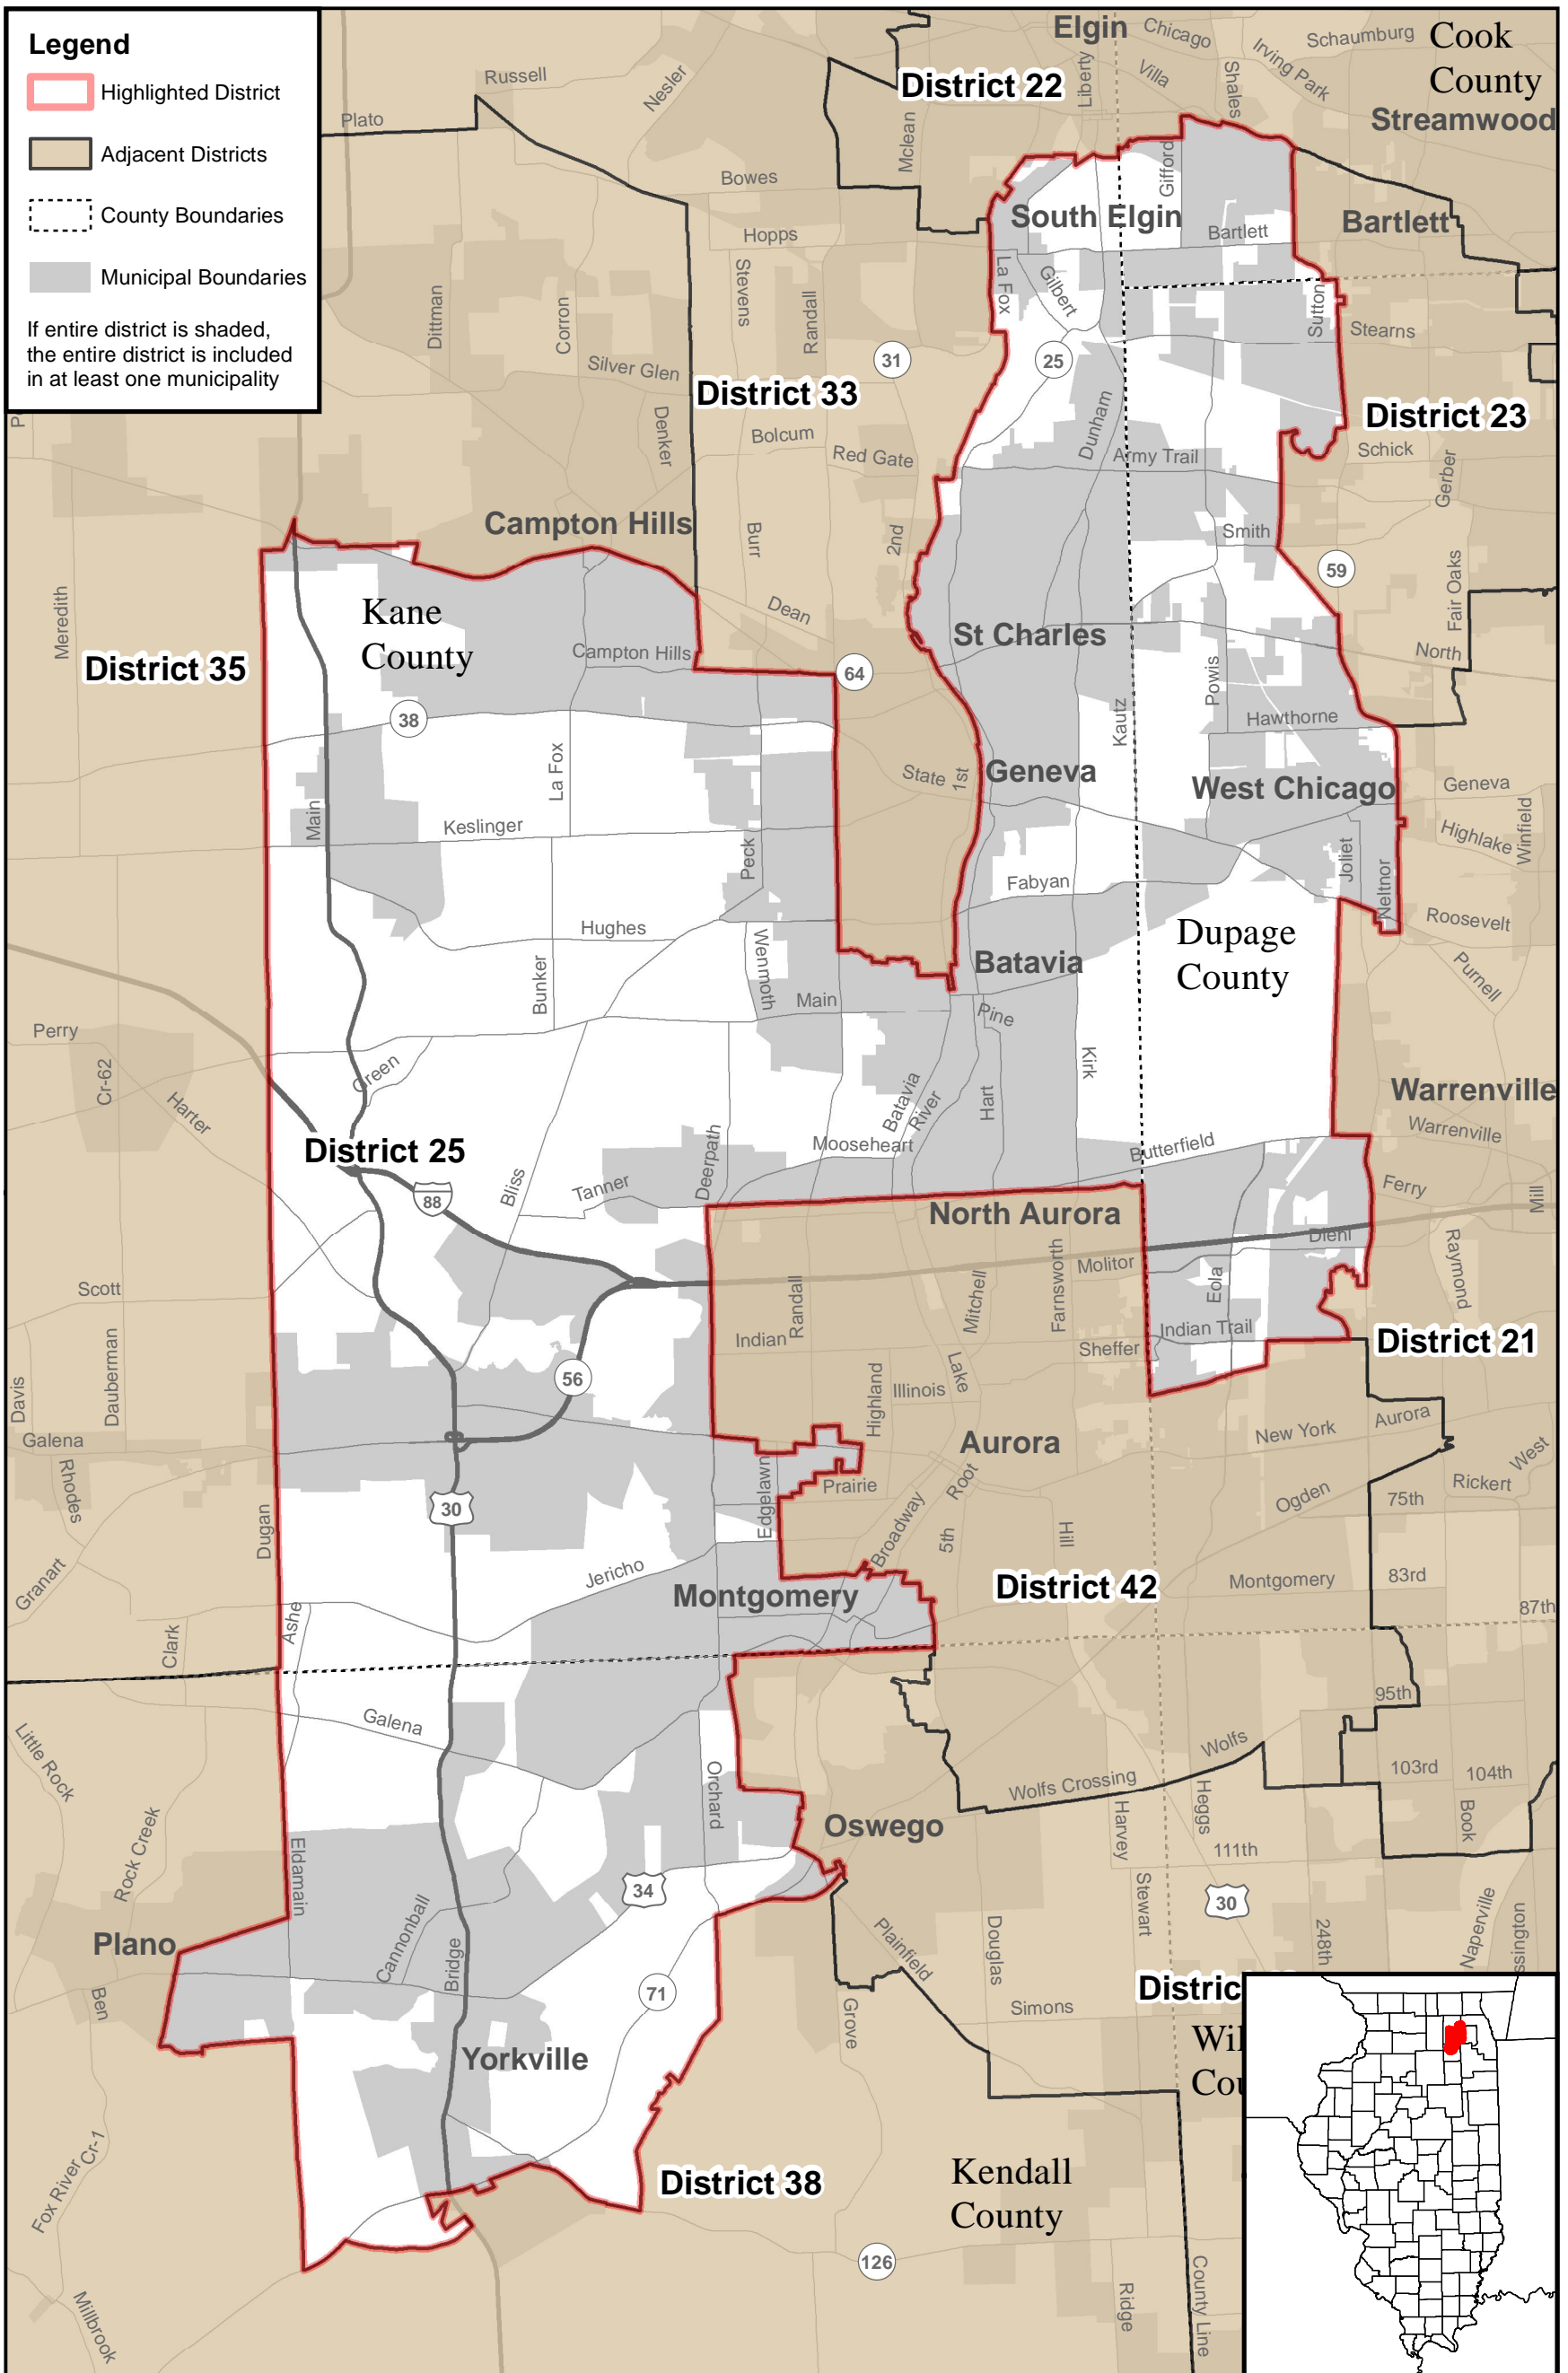 Legend
Highlighted District
Adjacent Districts
County Boundaries
Municipal Boundaries
If entire district is shaded,
the entire district is included
in at least one municipality
Elgin
Chicago
Schaumburg
Cook
County
Irving Park
Villa
Liberty
Shales
Russell
Nesler
District 22
Streamwood
Plato
Mclean
Gifford
Bowes
South Elgin
Bartlett
Bartlett
Hopps
Stevens
Randall
La Fox
Gilbert
Sutton
Dittman
Corron
Stearns
Silver Glen
31
25
District 33
Denker
Dunham
District 23
Bolcum
Red Gate
Army Trail
Schick
Gerber
Campton Hills
Burr
2nd
Smith
59
Fair Oaks
Meredith
Kane
County
Dean
St Charles
Campton Hills
North
District 35
64
Powis
38
Kautz
Hawthorne
La Fox
State
1st
Geneva
West Chicago
Geneva
Main
Keslinger
Highlake
Winfield
Peck
Joliet
Fabyan
Neltnor
Hughes
Roosevelt
Dupage
County
Wenmoth
Batavia
Bunker
Main
Purnell
Pine
Perry
Kirk
Green
Cr-62
Batavia
River
Hart
Harter
Warrenville
Warrenville
District 25
Deerpath
Mooseheart
Butterfield
88
Bliss
Tanner
Ferry
Mill
North Aurora
Diehl
Farnsworth
Molitor
Raymond
Scott
Randall
Mitchell
Eola
Indian
Indian Trail
Sheffer
District 21
Dauberman
Davis
56
Highland
Illinois
Lake
Aurora
New York
Galena
Aurora
West
Rhodes
Edgelawn
Prairie
Root
Rickert
Ogden
75th
30
Dugan
Broadway
5th
Hill
Granart
Jericho
Montgomery
District 42
Montgomery
83rd
87th
Ashe
Clark
95th
Galena
Little Rock
Wolfs
Orchard
Wolfs Crossing
103rd
104th
Heggs
Harvey
Book
Rock Creek
Oswego
111th
Eldamain
34
Stewart
30
Cannonball
Plano
Plainfield
Douglas
248th
Naperville
ssington
Bridge
71
Distric
Ben
Grove
Simons
Wil
Cou
Yorkville
Cr-1
Fox River
District 38
Kendall
County
126
Ridge
County Line
Millbrook